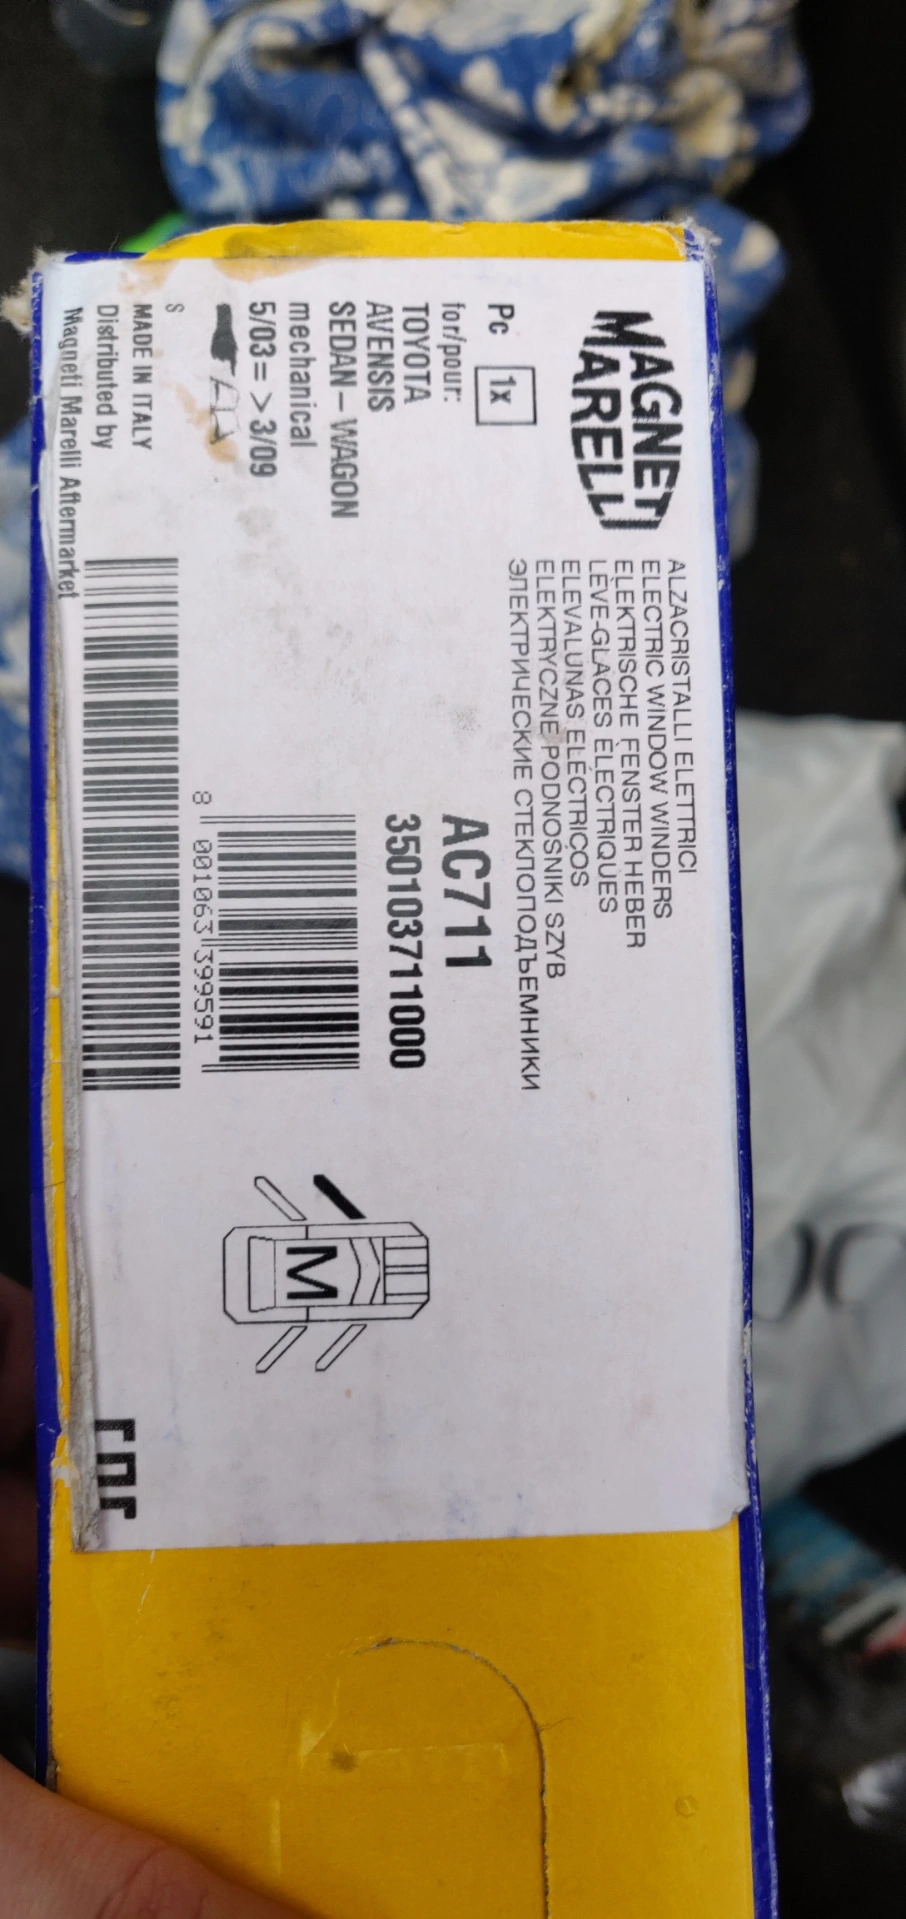 MAGNETI
MARELLI
ALZACRISTALLI ELETTRICI
ELECTRIC WINDOW WINDERS
ELEKTRISCHE FENSTER HEBER
LÈVE-GLACES ÉLECTRIQUES
ELEVALUNAS ELÉCTRICOS
ELEKTRYCZNE PODNOSNIKI SZYB
ЭЛЕКТРИЧЕСКИЕ СТЕКЛОПОДЪЕМНИКИ
Pc 1x
for/pour:
TOYOTA
AVENSIS
SEDAN - WAGON
mechanical
5/03 = > 3/09
AC711
350103711000
8 001063 399591
M
S
MADE IN ITALY
Distributed by
Magneti Marelli Aftermarket